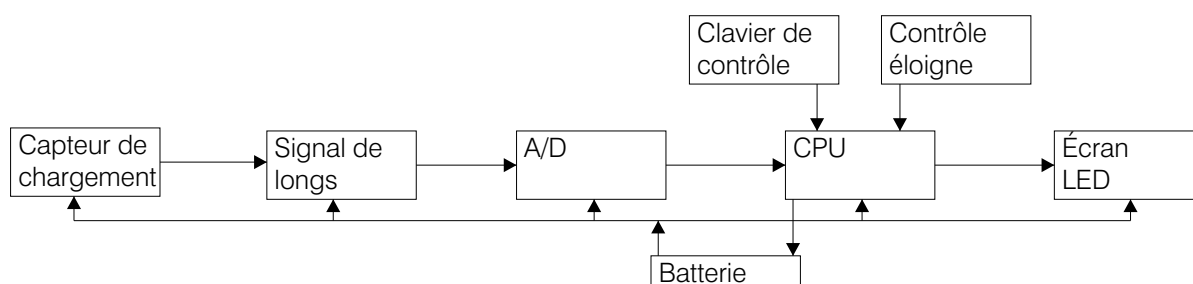 Clavier de
contrôle
Contrôle
éloigne
Capteur de
chargement
Signal de
longs
A/D
CPU
Écran
LED
Batterie